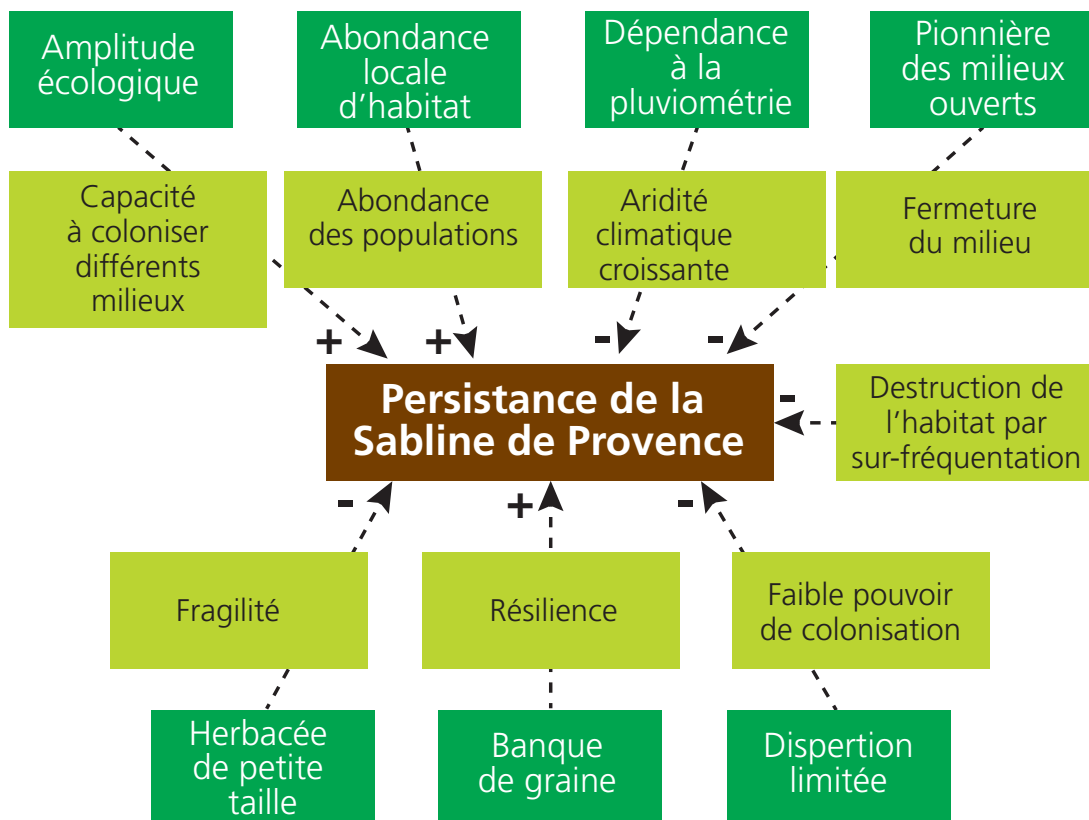 Amplitude
écologique
Abondance
locale
d'habitat
Dépendance
à la
pluviométrie
Pionnière
des milieux
ouverts
Capacité
à coloniser
différents
milieux
Abondance
des populations
Aridité
climatique
croissante
Fermeture
du milieu
+
+
-
-
Persistance de la
Sabline de Provence
-
Destruction de
l'habitat par
sur-fréquentation
-
+
-
Fragilité
Résilience
Faible pouvoir
de colonisation
Herbacée
de petite
taille
Banque
de graine
Dispertion
limitée